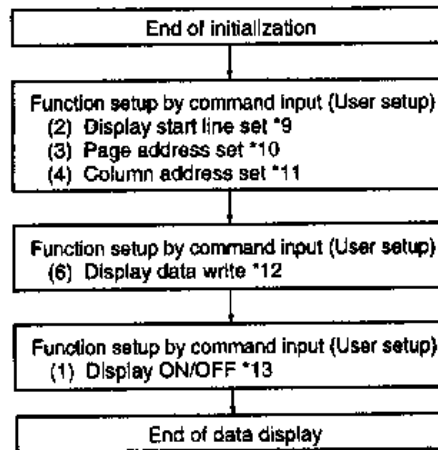 End of initialization
Function setup by command input (User setup)
(2) Display start line set *9
(3) Page address set *10
(4) Column address set *11
Function setup by command input (User setup)
(6) Display data write *12
Function setup by command input (User setup)
(1) Display ON/OFF *13
End of data display